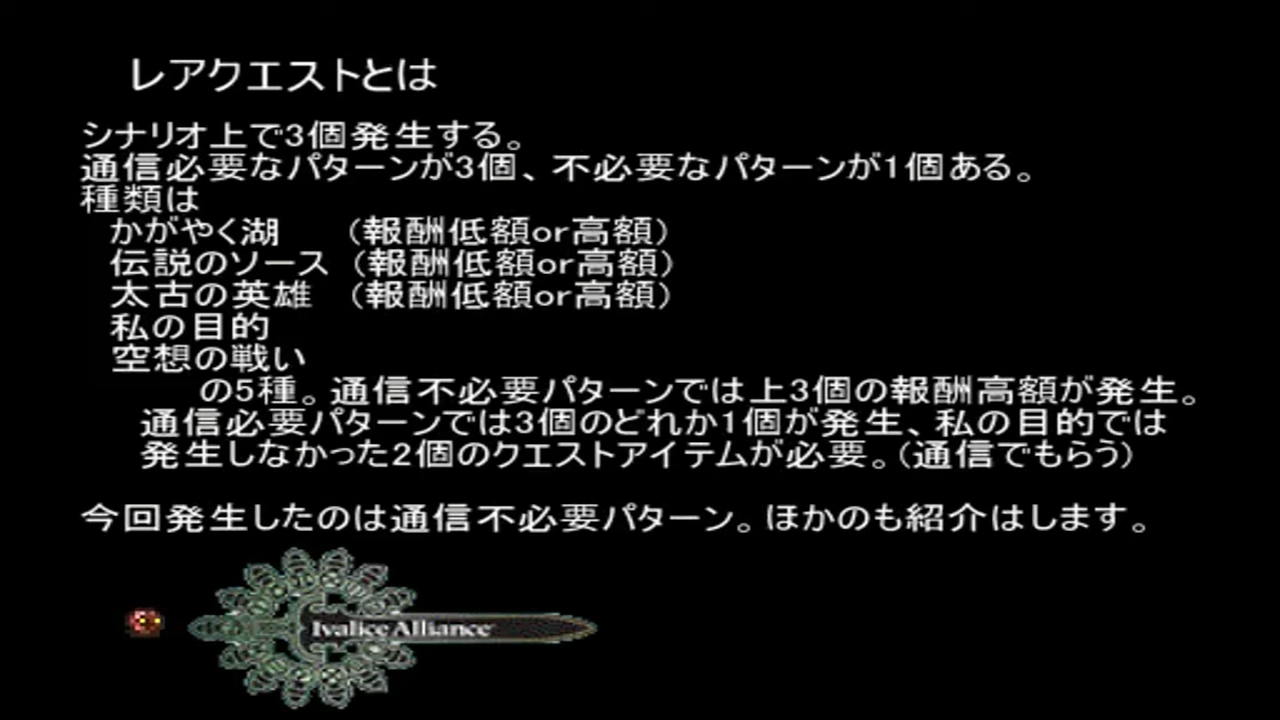 レアクエストとは
シナリオ上で3個発生する。
通信必要なパターンが3個、不必要なパターンが1個ある。
種類は
かがやく湖 （報酬低額or高額）
伝説のソース （報酬低額or高額）
太古の英雄 （報酬低額or高額）
私の目的
空想の戦い
の5種。通信不必要パターンでは上3個の報酬高額が発生。
通信必要パターンでは3個のどれか1個が発生、私の目的では
発生しなかった2個のクエストアイテムが必要。（通信でもらう）
今回発生したのは通信不必要パターン。ほかのも紹介はします。
Ivalice Alliance